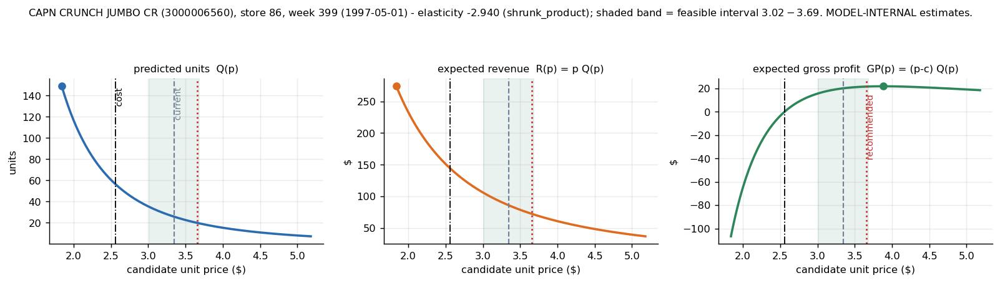 CAPN CRUNCH JUMBO CR (3000006560), store 86, week 399 (1997-05-01) - elasticity -2.940 (shrunk_product); shaded band = feasible interval 3.02 − 3.69. MODEL-INTERNAL estimates.
predicted units Q(p)
units
140
120
100
80
60
40
20
cost
current
2.0 2.5 3.0 3.5 4.0 4.5 5.0
candidate unit price ($)
expected revenue R(p) = p Q(p)
$
250
200
150
100
50
2.0 2.5 3.0 3.5 4.0 4.5 5.0
candidate unit price ($)
expected gross profit GP(p) = (p-c) Q(p)
$
20
0
−20
−40
−60
−80
−100
recommended
2.0 2.5 3.0 3.5 4.0 4.5 5.0
candidate unit price ($)